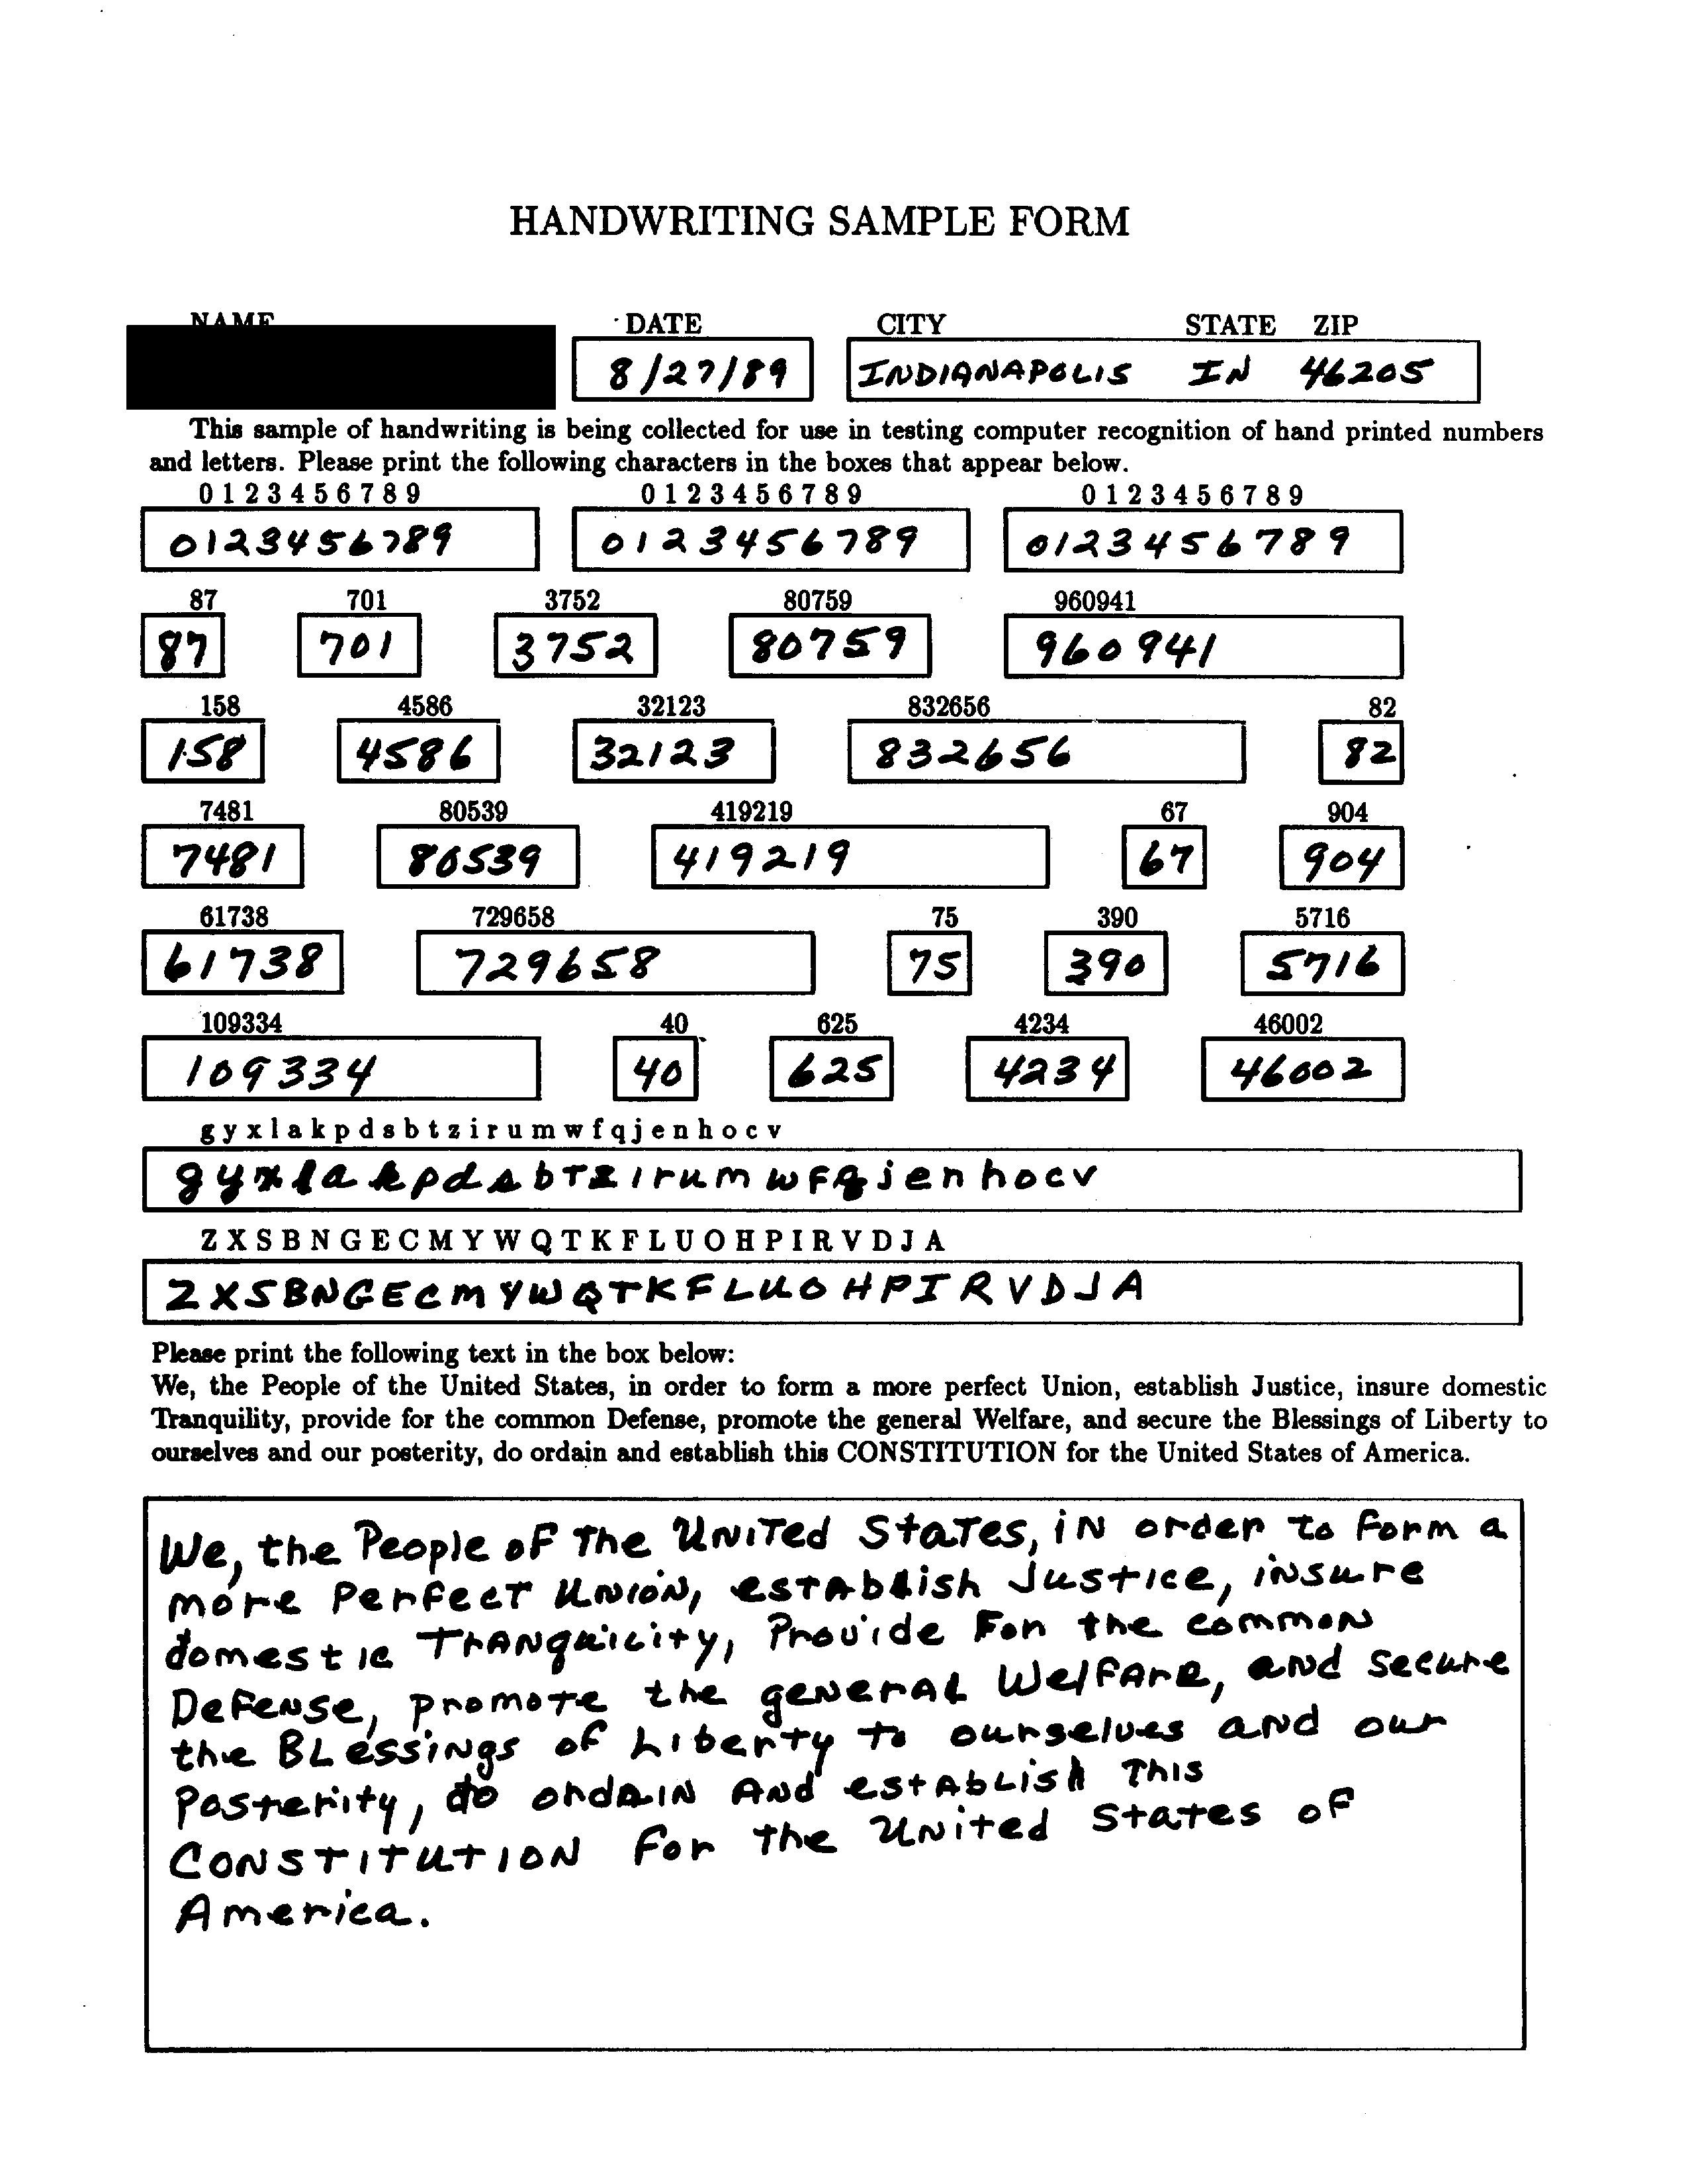 HANDWRITING SAMPLE FORM
NAME DATE CITY STATE ZIP
8/27/89 INDIANAPOLIS IN 46205
This sample of handwriting is being collected for use in testing computer recognition of hand printed numbers
and letters. Please print the following characters in the boxes that appear below.
0 1 2 3 4 5 6 7 8 9 0 1 2 3 4 5 6 7 8 9 0 1 2 3 4 5 6 7 8 9
0123456789 0123456789 0123456789
87 701 3752 80759 960941
87 701 3752 80759 960941
158 4586 32123 832656 82
158 4586 32123 832656 82
7481 80539 419219 67 904
7481 80539 419219 67 904
61738 729658 75 390 5716
61738 729658 75 390 5716
109334 40 625 4234 46002
109334 40 625 4234 46002
g y x l a k p d s b t z i r u m w f q j e n h o c v
gyxlakpdsbTzirumwFqjenhocv
Z X S B N G E C M Y W Q T K F L U O H P I R V D J A
ZXSBNGECMYWQTKFLUOHPIRVDJA
Please print the following text in the box below:
We, the People of the United States, in order to form a more perfect Union, establish Justice, insure domestic
Tranquility, provide for the common Defense, promote the general Welfare, and secure the Blessings of Liberty to
ourselves and our posterity, do ordain and establish this CONSTITUTION for the United States of America.
We, the People of The United States, in order to form a
more Perfect Union, establish Justice, insure
domestic Tranquicity, Provide For the common
Defense, promote the general Welfare, and secure
the Blessings of Liberty to ourselves and our
Posterity, do ordain And establish This
CONSTITUTION For the United States of
America.